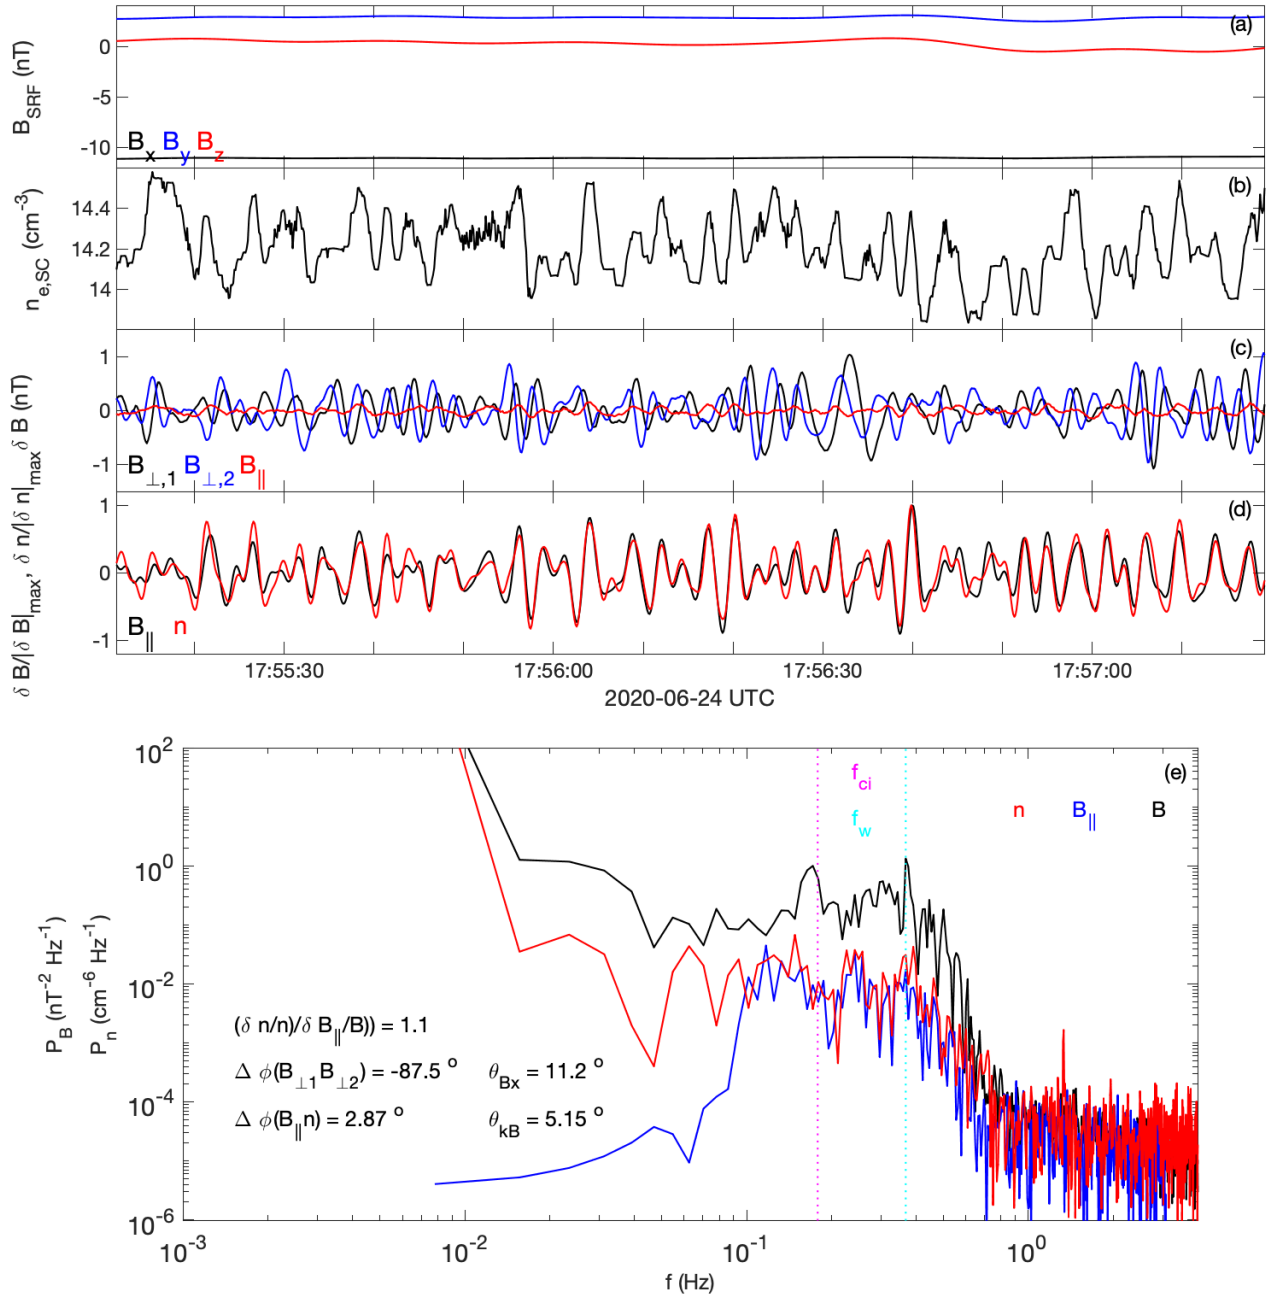 (a)
B_SRF (nT)
0
-5
-10
B_x B_y B_z
(b)
n_e,SC (cm^-3)
14.4
14.2
14
(c)
δ B (nT)
1
0
-1
B_⊥,1 B_⊥,2 B_||
(d)
δ B/|δ B|_max, δ n/|δ n|_max
1
0
-1
B_|| n
17:55:30 17:56:00 17:56:30 17:57:00
2020-06-24 UTC
(e)
10^2
10^0
10^-2
10^-4
10^-6
P_B (nT^-2 Hz^-1)
P_n (cm^-6 Hz^-1)
f_ci
f_w
n B_|| B
(δ n/n)/δ B_||/B)) = 1.1
Δ ϕ(B_⊥1 B_⊥2) = -87.5 ° θ_Bx = 11.2 °
Δ ϕ(B_||n) = 2.87 ° θ_kB = 5.15 °
10^-3 10^-2 10^-1 10^0
f (Hz)